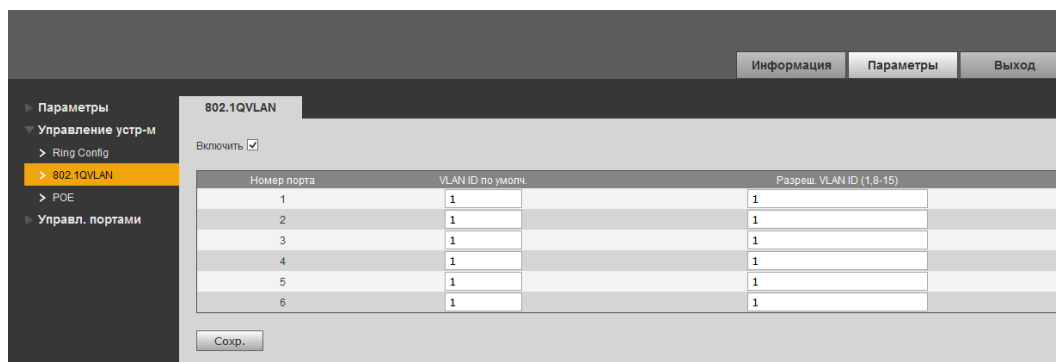 Информация Параметры Выход
Параметры
Управление устр-м
Ring Config
802.1QVLAN
POE
Управл. портами
802.1QVLAN
Включить
Номер порта VLAN ID по умолч. Разреш. VLAN ID (1,8-15)
1 1 1
2 1 1
3 1 1
4 1 1
5 1 1
6 1 1
Сохр.